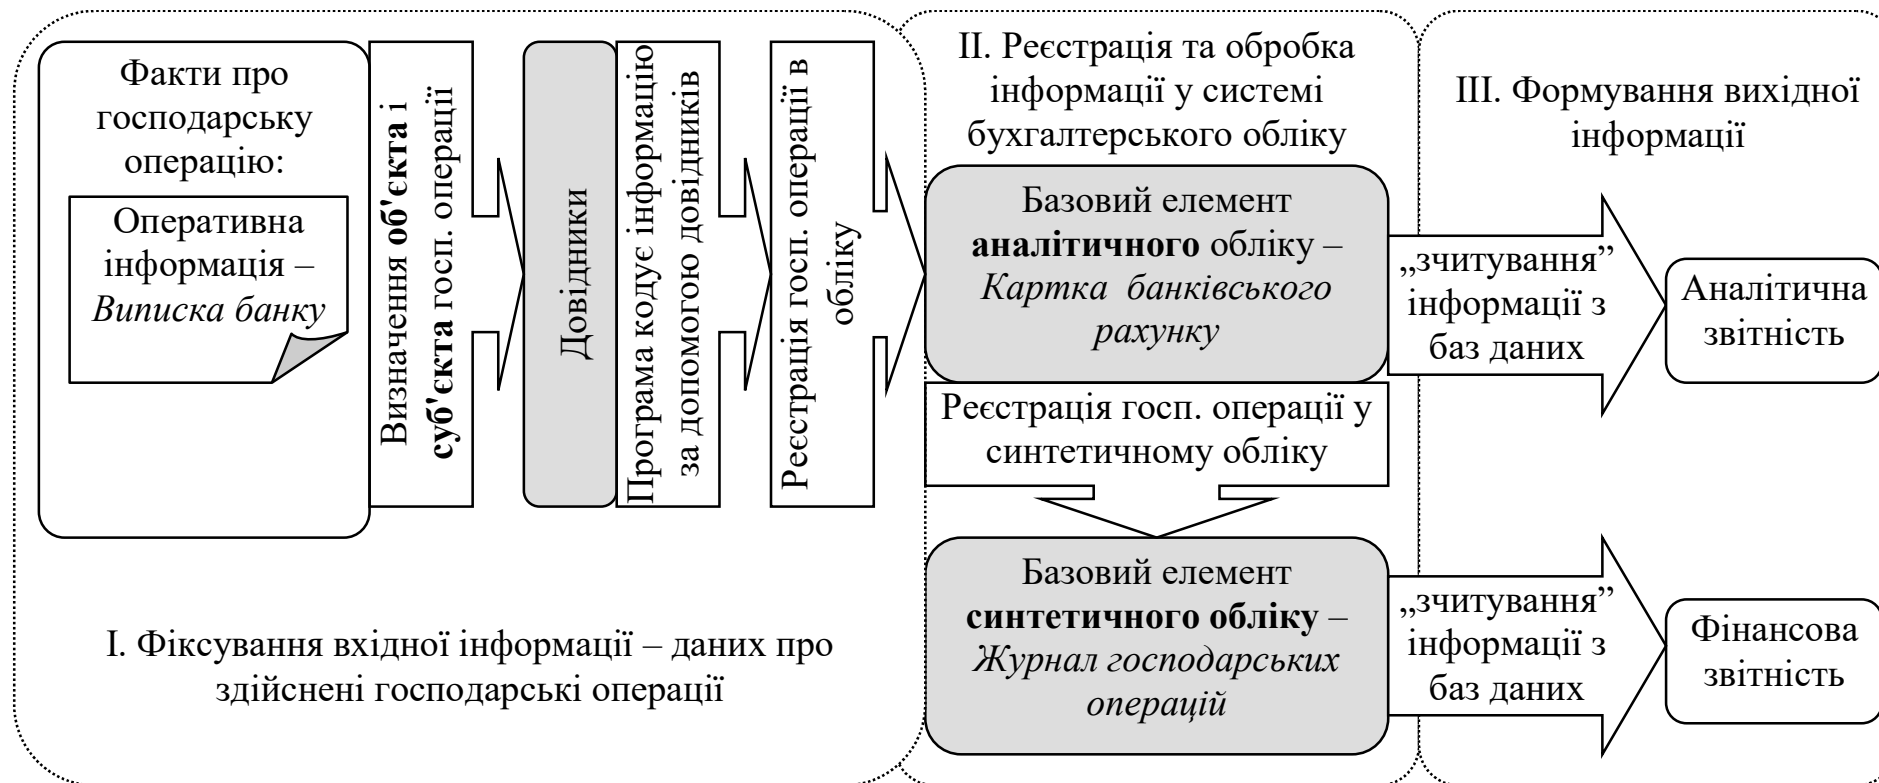 Факти про
господарську
операцію:
Оперативна
інформація –
Виписка банку
Визначення об'єкта і
суб'єкта госп. операції
Довідники
Програма кодує інформацію
за допомогою довідників
Реєстрація госп. операції в
обліку
I. Фіксування вхідної інформації – даних про
здійснені господарські операції
II. Реєстрація та обробка
інформації у системі
бухгалтерського обліку
Базовий елемент
аналітичного обліку –
Картка банківського
рахунку
Реєстрація госп. операції у
синтетичному обліку
Базовий елемент
синтетичного обліку –
Журнал господарських
операцій
III. Формування вихідної
інформації
„зчитування”
інформації з
баз даних
Аналітична
звітність
„зчитування”
інформації з
баз даних
Фінансова
звітність